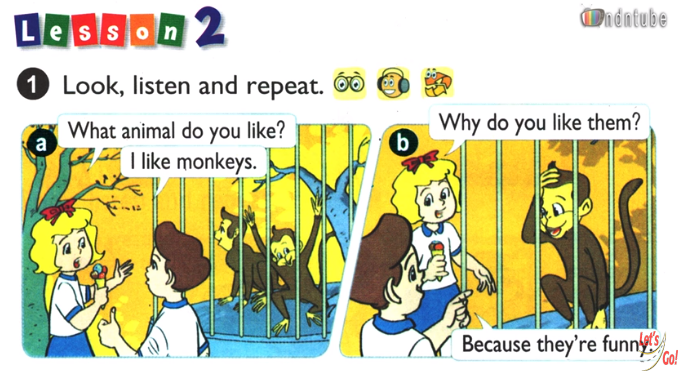 Lesson 2
ndntube
1 Look, listen and repeat.
a
What animal do you like?
I like monkeys.
b
Why do you like them?
Because they're funny.
Let's
Go!